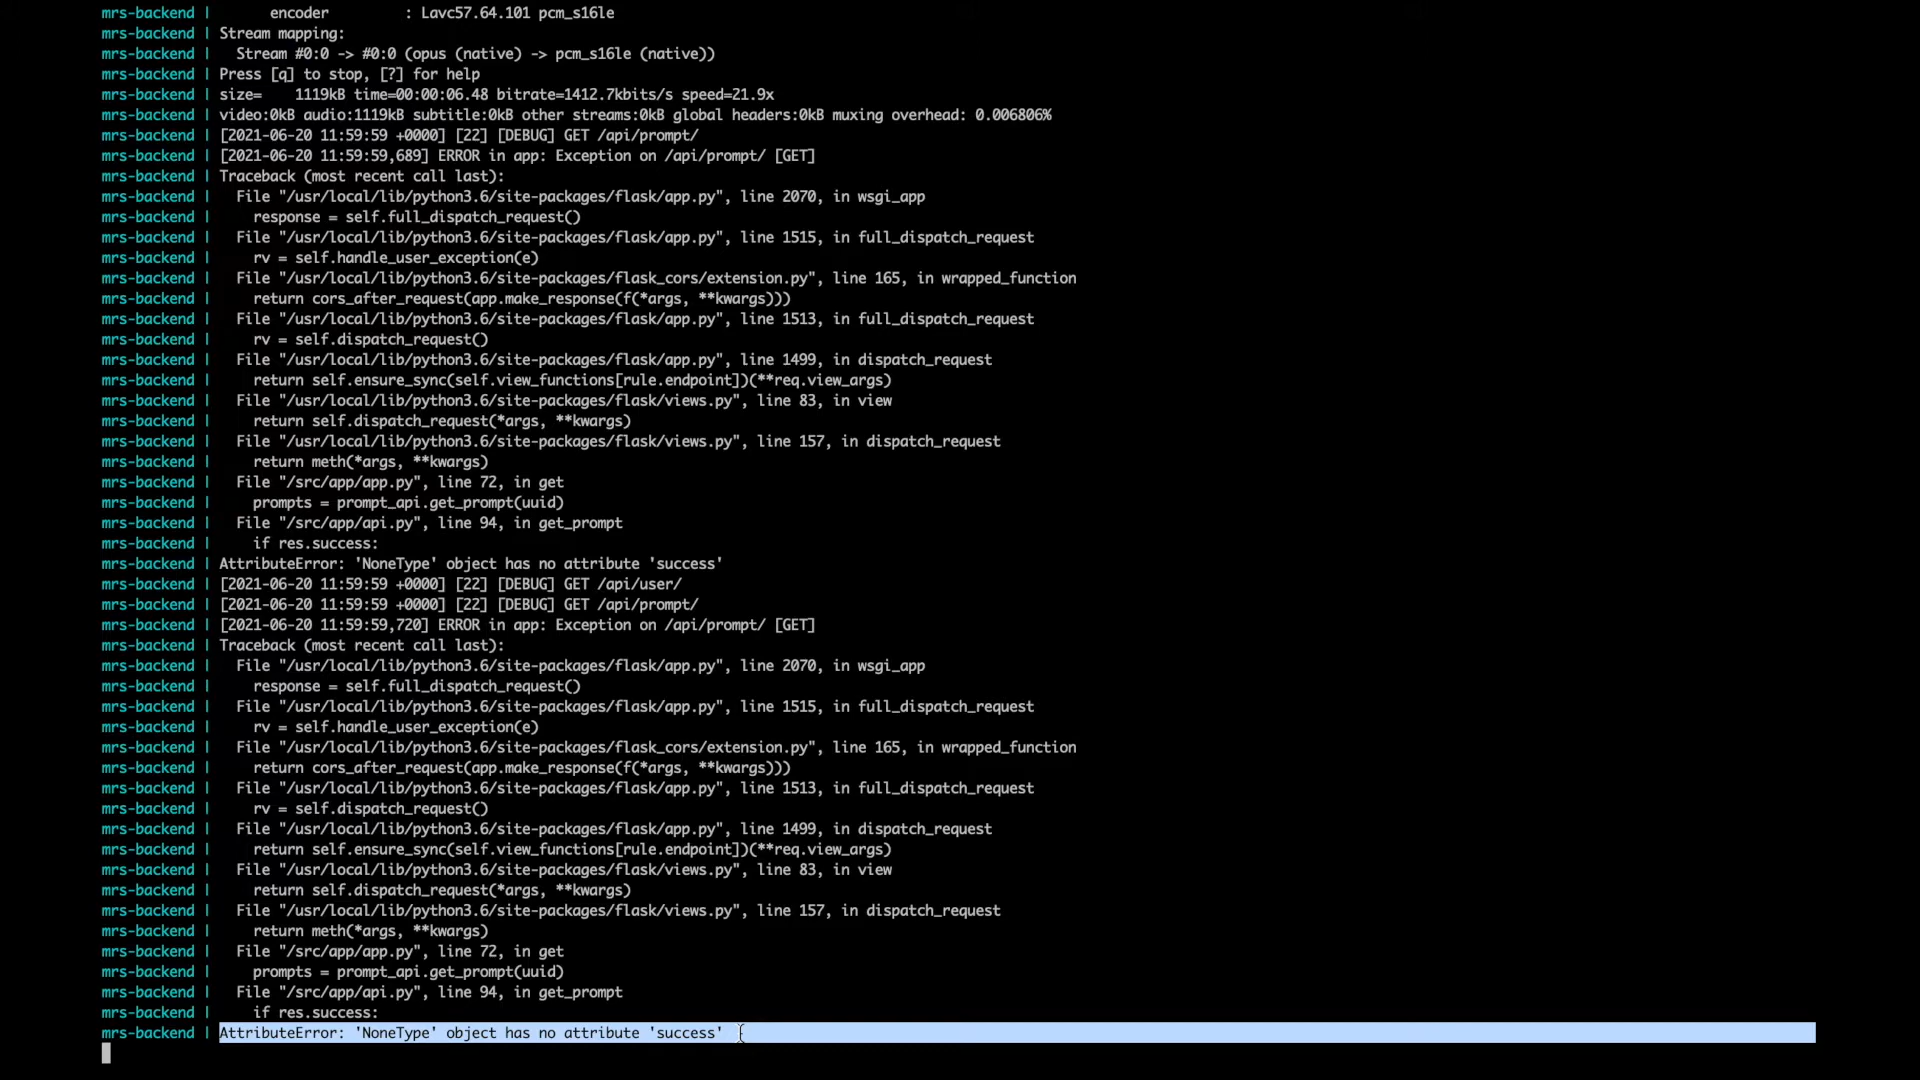 mrs-backend |       encoder         : Lavc57.64.101 pcm_s16le
mrs-backend | Stream mapping:
mrs-backend |   Stream #0:0 -> #0:0 (opus (native) -> pcm_s16le (native))
mrs-backend | Press [q] to stop, [?] for help
mrs-backend | size=    1119kB time=00:00:06.48 bitrate=1412.7kbits/s speed=21.9x
mrs-backend | video:0kB audio:1119kB subtitle:0kB other streams:0kB global headers:0kB muxing overhead: 0.006806%
mrs-backend | [2021-06-20 11:59:59 +0000] [22] [DEBUG] GET /api/prompt/
mrs-backend | [2021-06-20 11:59:59,689] ERROR in app: Exception on /api/prompt/ [GET]
mrs-backend | Traceback (most recent call last):
mrs-backend |   File "/usr/local/lib/python3.6/site-packages/flask/app.py", line 2070, in wsgi_app
mrs-backend |     response = self.full_dispatch_request()
mrs-backend |   File "/usr/local/lib/python3.6/site-packages/flask/app.py", line 1515, in full_dispatch_request
mrs-backend |     rv = self.handle_user_exception(e)
mrs-backend |   File "/usr/local/lib/python3.6/site-packages/flask_cors/extension.py", line 165, in wrapped_function
mrs-backend |     return cors_after_request(app.make_response(f(*args, **kwargs)))
mrs-backend |   File "/usr/local/lib/python3.6/site-packages/flask/app.py", line 1513, in full_dispatch_request
mrs-backend |     rv = self.dispatch_request()
mrs-backend |   File "/usr/local/lib/python3.6/site-packages/flask/app.py", line 1499, in dispatch_request
mrs-backend |     return self.ensure_sync(self.view_functions[rule.endpoint])(**req.view_args)
mrs-backend |   File "/usr/local/lib/python3.6/site-packages/flask/views.py", line 83, in view
mrs-backend |     return self.dispatch_request(*args, **kwargs)
mrs-backend |   File "/usr/local/lib/python3.6/site-packages/flask/views.py", line 157, in dispatch_request
mrs-backend |     return meth(*args, **kwargs)
mrs-backend |   File "/src/app/app.py", line 72, in get
mrs-backend |     prompts = prompt_api.get_prompt(uuid)
mrs-backend |   File "/src/app/api.py", line 94, in get_prompt
mrs-backend |     if res.success:
mrs-backend | AttributeError: 'NoneType' object has no attribute 'success'
mrs-backend | [2021-06-20 11:59:59 +0000] [22] [DEBUG] GET /api/user/
mrs-backend | [2021-06-20 11:59:59 +0000] [22] [DEBUG] GET /api/prompt/
mrs-backend | [2021-06-20 11:59:59,720] ERROR in app: Exception on /api/prompt/ [GET]
mrs-backend | Traceback (most recent call last):
mrs-backend |   File "/usr/local/lib/python3.6/site-packages/flask/app.py", line 2070, in wsgi_app
mrs-backend |     response = self.full_dispatch_request()
mrs-backend |   File "/usr/local/lib/python3.6/site-packages/flask/app.py", line 1515, in full_dispatch_request
mrs-backend |     rv = self.handle_user_exception(e)
mrs-backend |   File "/usr/local/lib/python3.6/site-packages/flask_cors/extension.py", line 165, in wrapped_function
mrs-backend |     return cors_after_request(app.make_response(f(*args, **kwargs)))
mrs-backend |   File "/usr/local/lib/python3.6/site-packages/flask/app.py", line 1513, in full_dispatch_request
mrs-backend |     rv = self.dispatch_request()
mrs-backend |   File "/usr/local/lib/python3.6/site-packages/flask/app.py", line 1499, in dispatch_request
mrs-backend |     return self.ensure_sync(self.view_functions[rule.endpoint])(**req.view_args)
mrs-backend |   File "/usr/local/lib/python3.6/site-packages/flask/views.py", line 83, in view
mrs-backend |     return self.dispatch_request(*args, **kwargs)
mrs-backend |   File "/usr/local/lib/python3.6/site-packages/flask/views.py", line 157, in dispatch_request
mrs-backend |     return meth(*args, **kwargs)
mrs-backend |   File "/src/app/app.py", line 72, in get
mrs-backend |     prompts = prompt_api.get_prompt(uuid)
mrs-backend |   File "/src/app/api.py", line 94, in get_prompt
mrs-backend |     if res.success:
mrs-backend | AttributeError: 'NoneType' object has no attribute 'success'